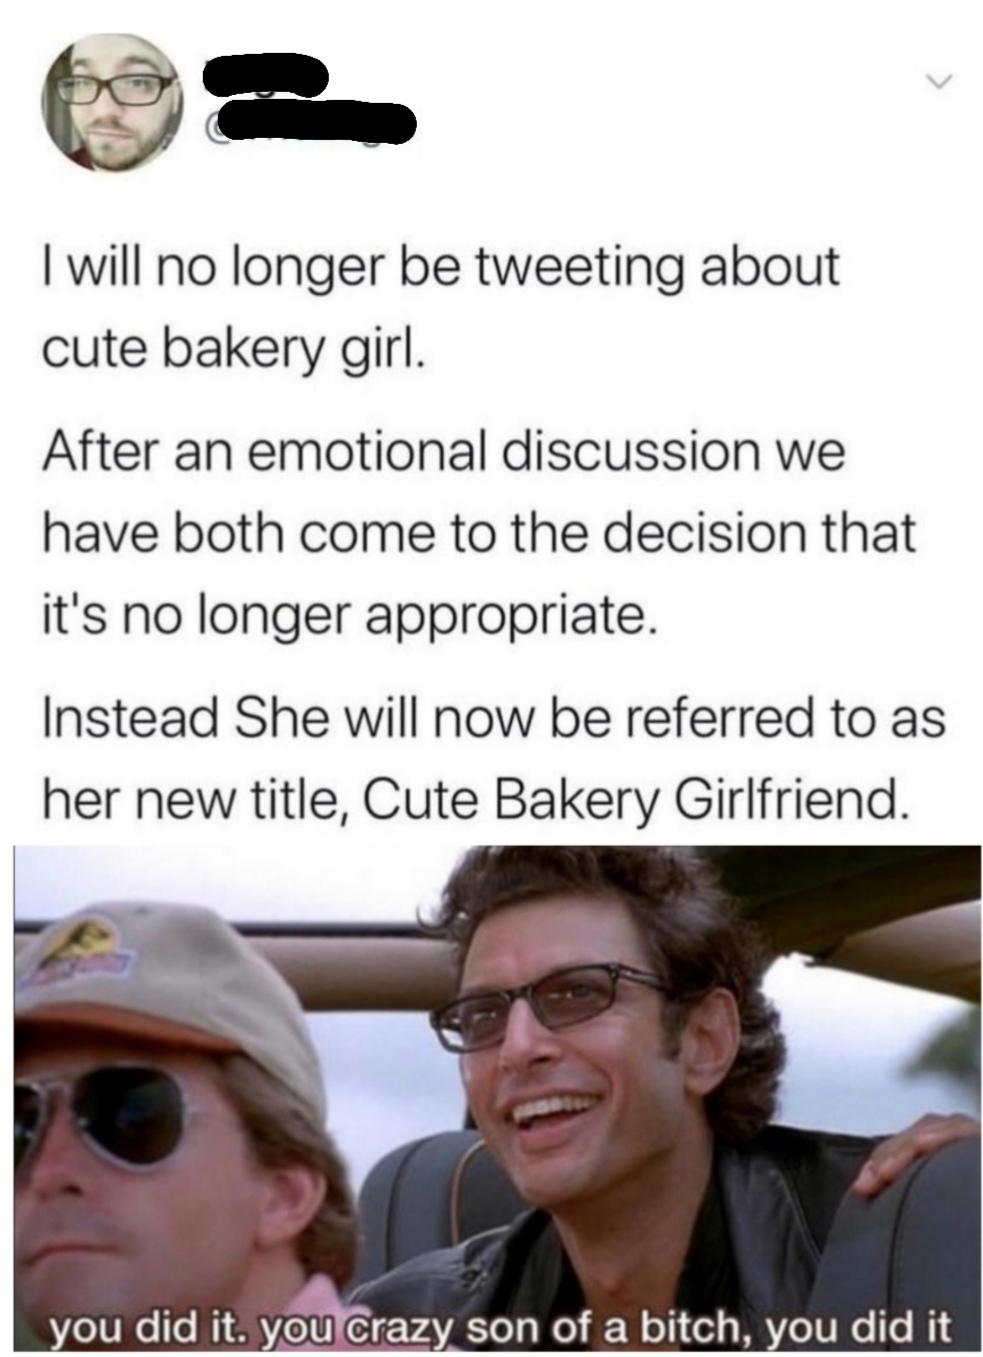 I will no longer be tweeting about
cute bakery girl.
After an emotional discussion we
have both come to the decision that
it's no longer appropriate.
Instead She will now be referred to as
her new title, Cute Bakery Girlfriend.
you did it. you crazy son of a bitch, you did it